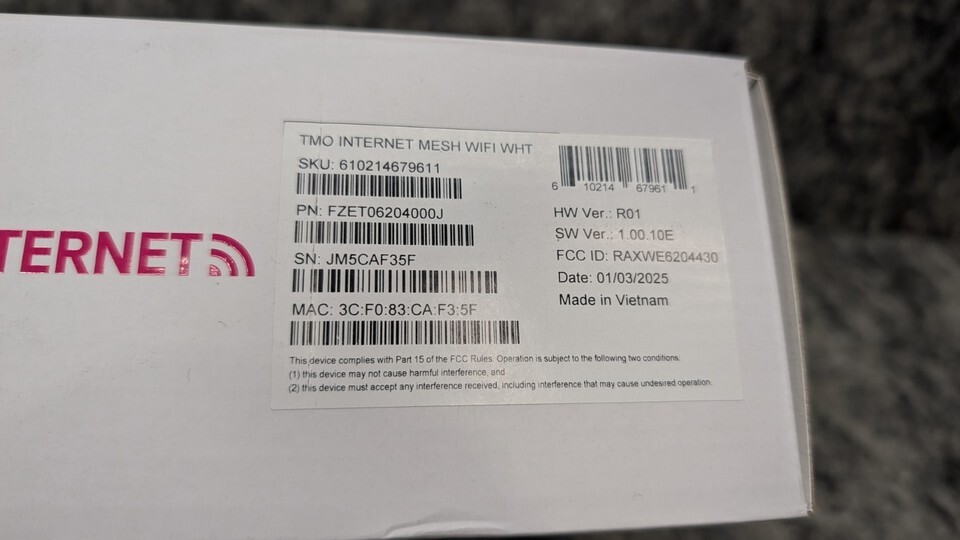 TERNET
TMO INTERNET MESH WIFI WHT
SKU: 610214679611
PN: FZET06204000J
SN: JM5CAF35F
MAC: 3C:F0:83:CA:F3:5F
6 10214 67961 1
HW Ver.: R01
SW Ver.: 1.00.10E
FCC ID: RAXWE6204430
Date: 01/03/2025
Made in Vietnam
This device complies with Part 15 of the FCC Rules. Operation is subject to the following two conditions:
(1) this device may not cause harmful interference, and
(2) this device must accept any interference received, including interference that may cause undesired operation.